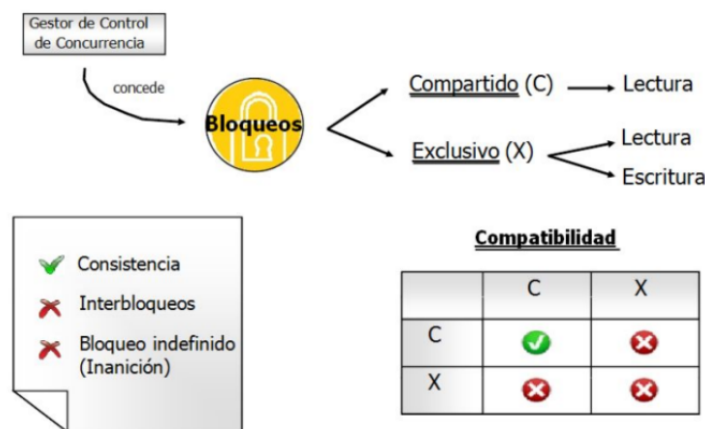 Gestor de Control
de Concurrencia
concede
Bloqueos
Compartido (C)
Lectura
Exclusivo (X)
Lectura
Escritura
Consistencia
Interbloqueos
Bloqueo indefinido
(Inanición)
Compatibilidad
C X
C
X